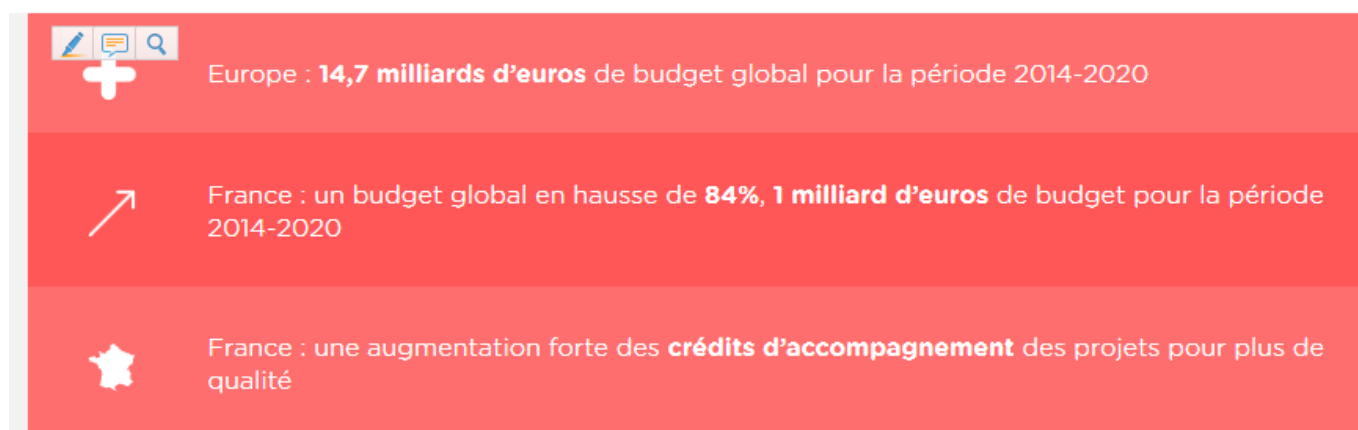 Europe : 14,7 milliards d’euros de budget global pour la période 2014-2020
France : un budget global en hausse de 84%, 1 milliard d’euros de budget pour la période
2014-2020
France : une augmentation forte des crédits d’accompagnement des projets pour plus de
qualité